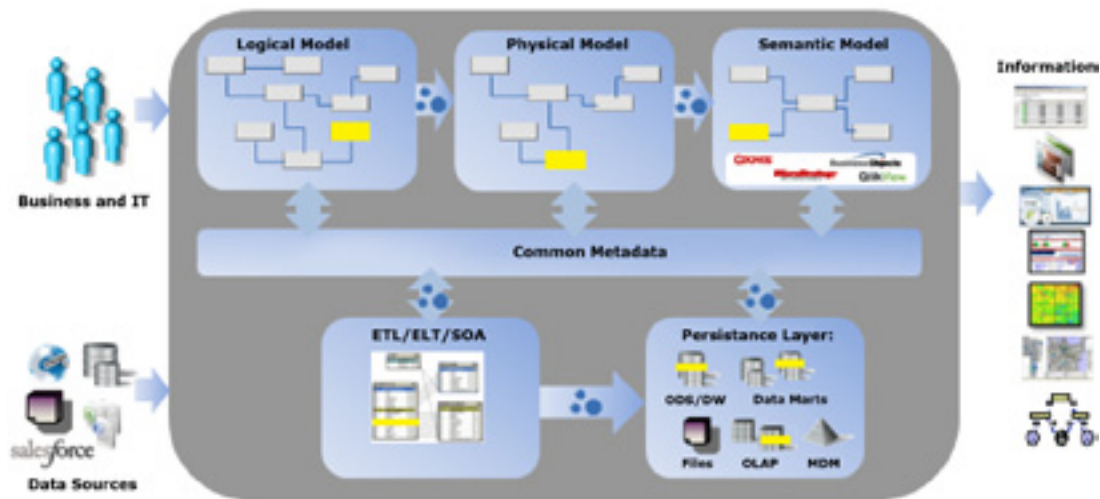 Logical Model
Physical Model
Semantic Model
Information
Business and IT
MicroStrategy
BusinessObjects
QlikView
Common Metadata
ETL/ELT/SOA
Persistance Layer:
ODS/DW
Data Marts
Files
OLAP
MDM
salesforce
Data Sources